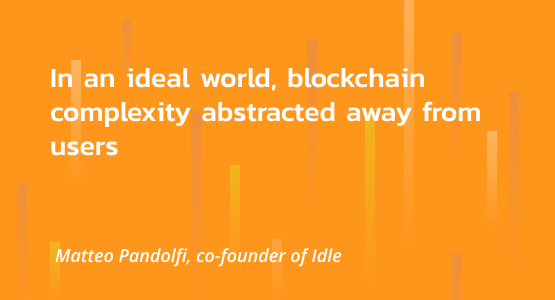 In an ideal world, blockchain
complexity abstracted away from
users
Matteo Pandolfi, co-founder of Idle